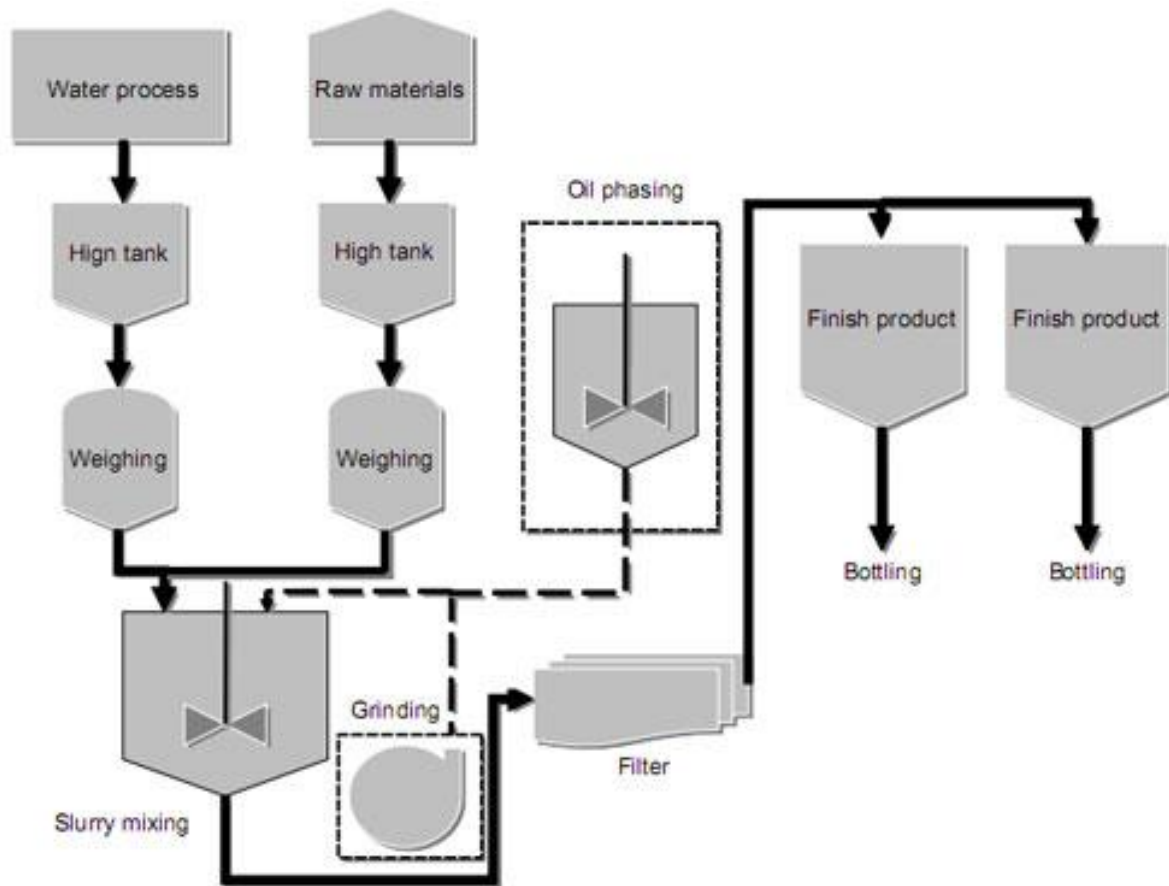 Water process
Raw materials
Oil phasing
Hign tank
High tank
Finish product
Finish product
Weighing
Weighing
Bottling
Bottling
Grinding
Filter
Slurry mixing